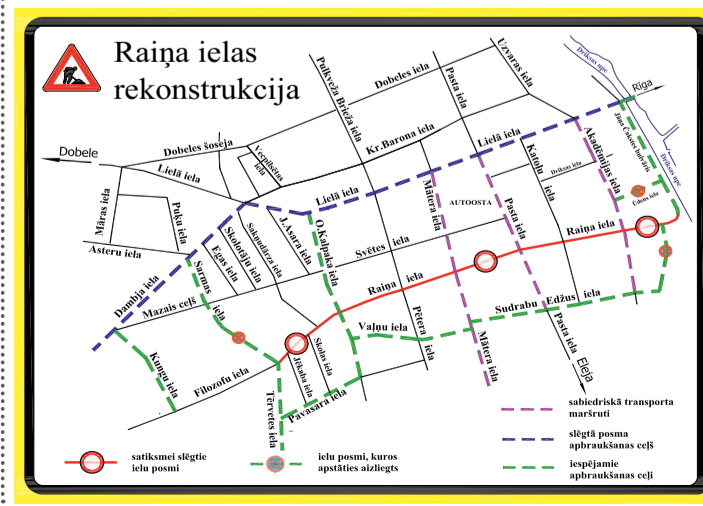 Raiņa ielas
rekonstrukcija
Pulkveža Brieža iela
Dobeles iela
Pasta iela
Uzvaras iela
Driksas upe
Rīga
Jāņa Čakstes bulvāris
Dobele
Dobeles šoseja
Vecpilsētas
iela
Kr.Barona iela
Lielā iela
Akadēmijas iela
Katoļu
iela
Driksas iela
Driksas upe
Lielā iela
Māras iela
Puķu iela
Lielā iela
Mātera iela
AUTOOSTA
Ūdens iela
Pasta iela
Raiņa iela
Asteru iela
Skolotāju iela
Egas iela
Sakņudārza iela
J.Asara iela
O.Kalpaka iela
Svētes iela
Dambja iela
Sarmas
iela
Mazais ceļš
Raiņa iela
Sudrabu Edžus iela
Vaļņu iela
Pētera
iela
Mātera iela
Pasta iela
Eleja
Kungu iela
Filozofu iela
Jēkaba iela
Skolas iela
Tērvetes iela
Pavasara iela
sabiedriskā transporta
maršruti
slēgtā posma
apbraukšanas ceļš
iespējamie
apbraukšanas ceļi
satiksmei slēgtie
ielu posmi
ielu posmi, kuros
apstāties aizliegts